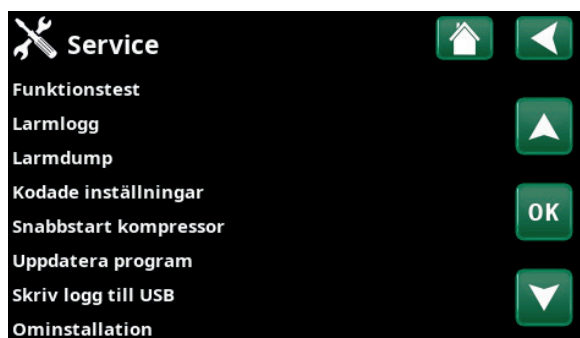 Service
Funktionstest
Larmlogg
Larmdump
Kodade inställningar
OK
Snabbstart kompressor
Uppdatera program
Skriv logg till USB
Ominstallation